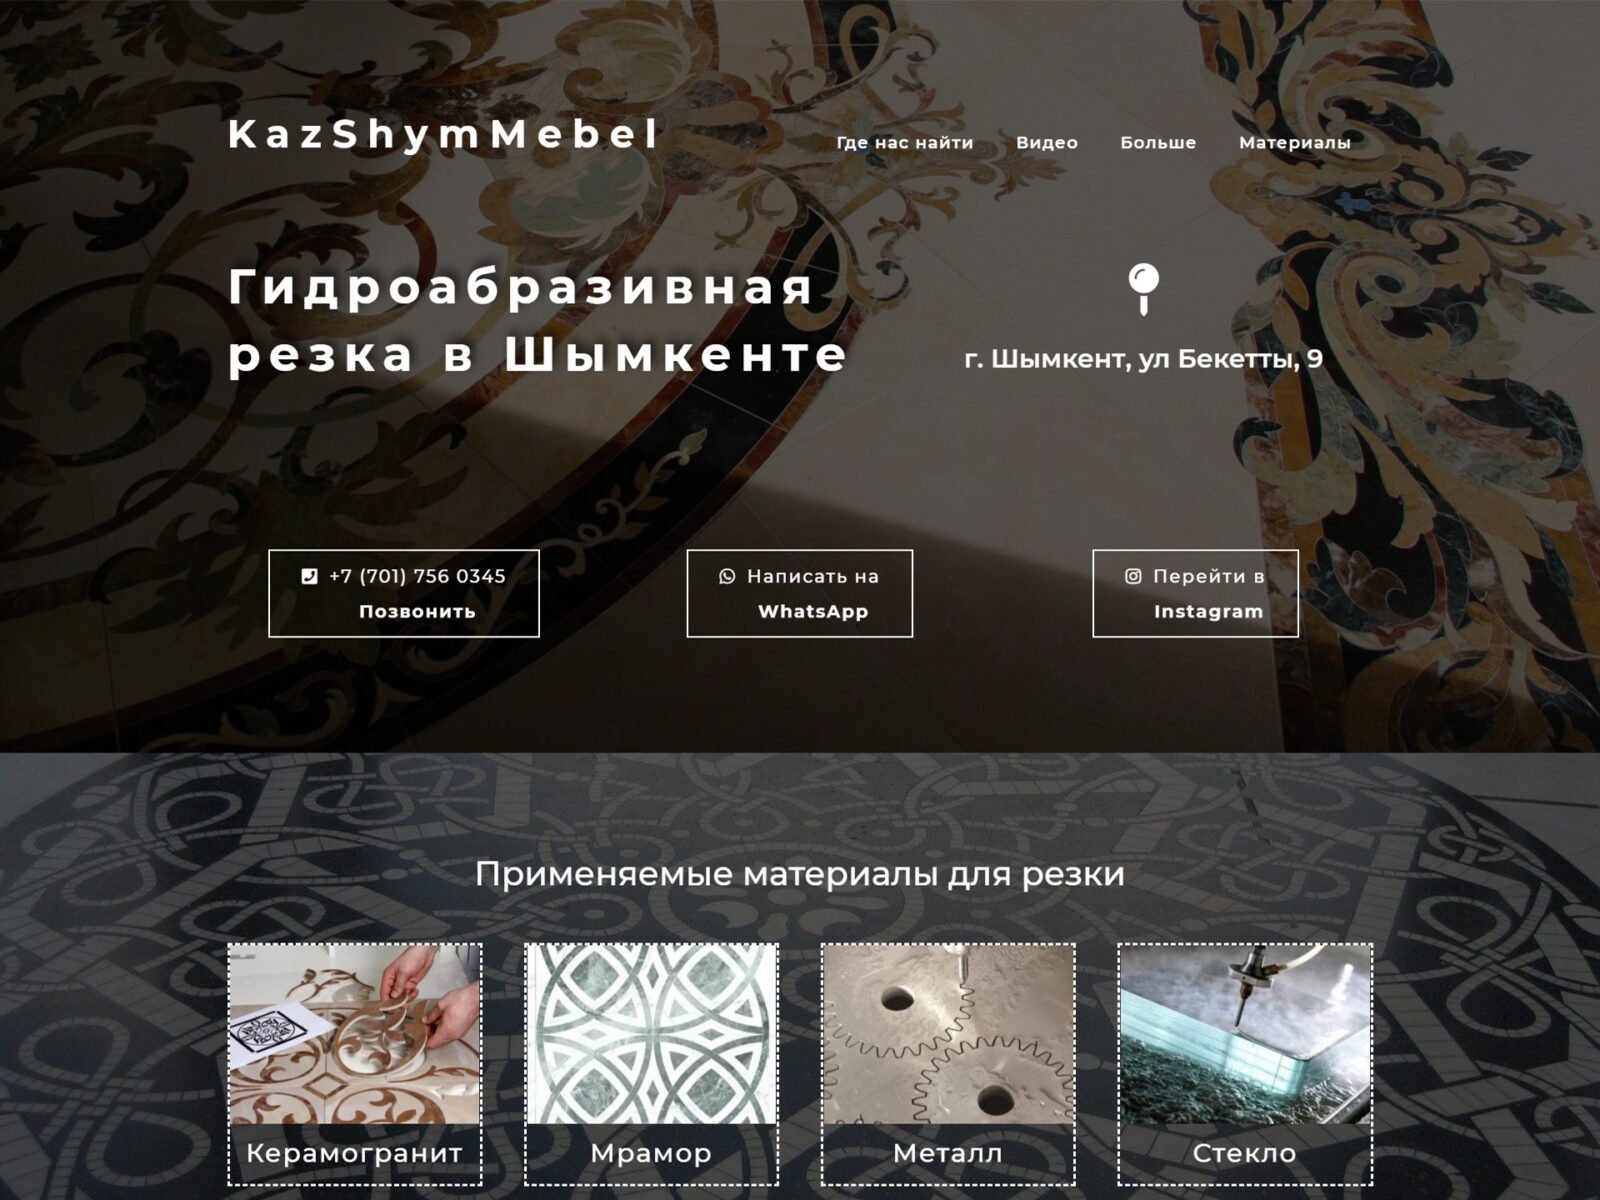 KazShymMebel
Где нас найти Видео Больше Материалы
Гидроабразивная
резка в Шымкенте
г. Шымкент, ул Бекетты, 9
+7 (701) 756 0345
Позвонить
Написать на
WhatsApp
Перейти в
Instagram
Применяемые материалы для резки
Керамогранит
Мрамор
Металл
Стекло